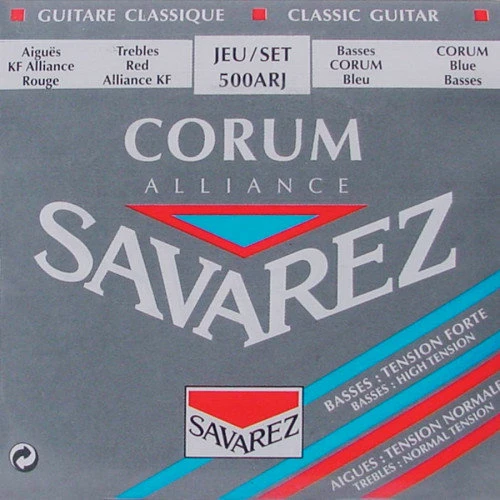 GUITARE CLASSIQUE CLASSIC GUITAR
Aiguës Trebles JEU/SET Basses CORUM
KF Alliance Red CORUM Blue
Rouge Alliance KF 500ARJ Bleu Basses
CORUM
ALLIANCE
SAVAREZ
BASSES : TENSION FORTE
BASSES : HIGH TENSION
SAVAREZ
AIGUES : TENSION NORMALE
TREBLES : NORMAL TENSION